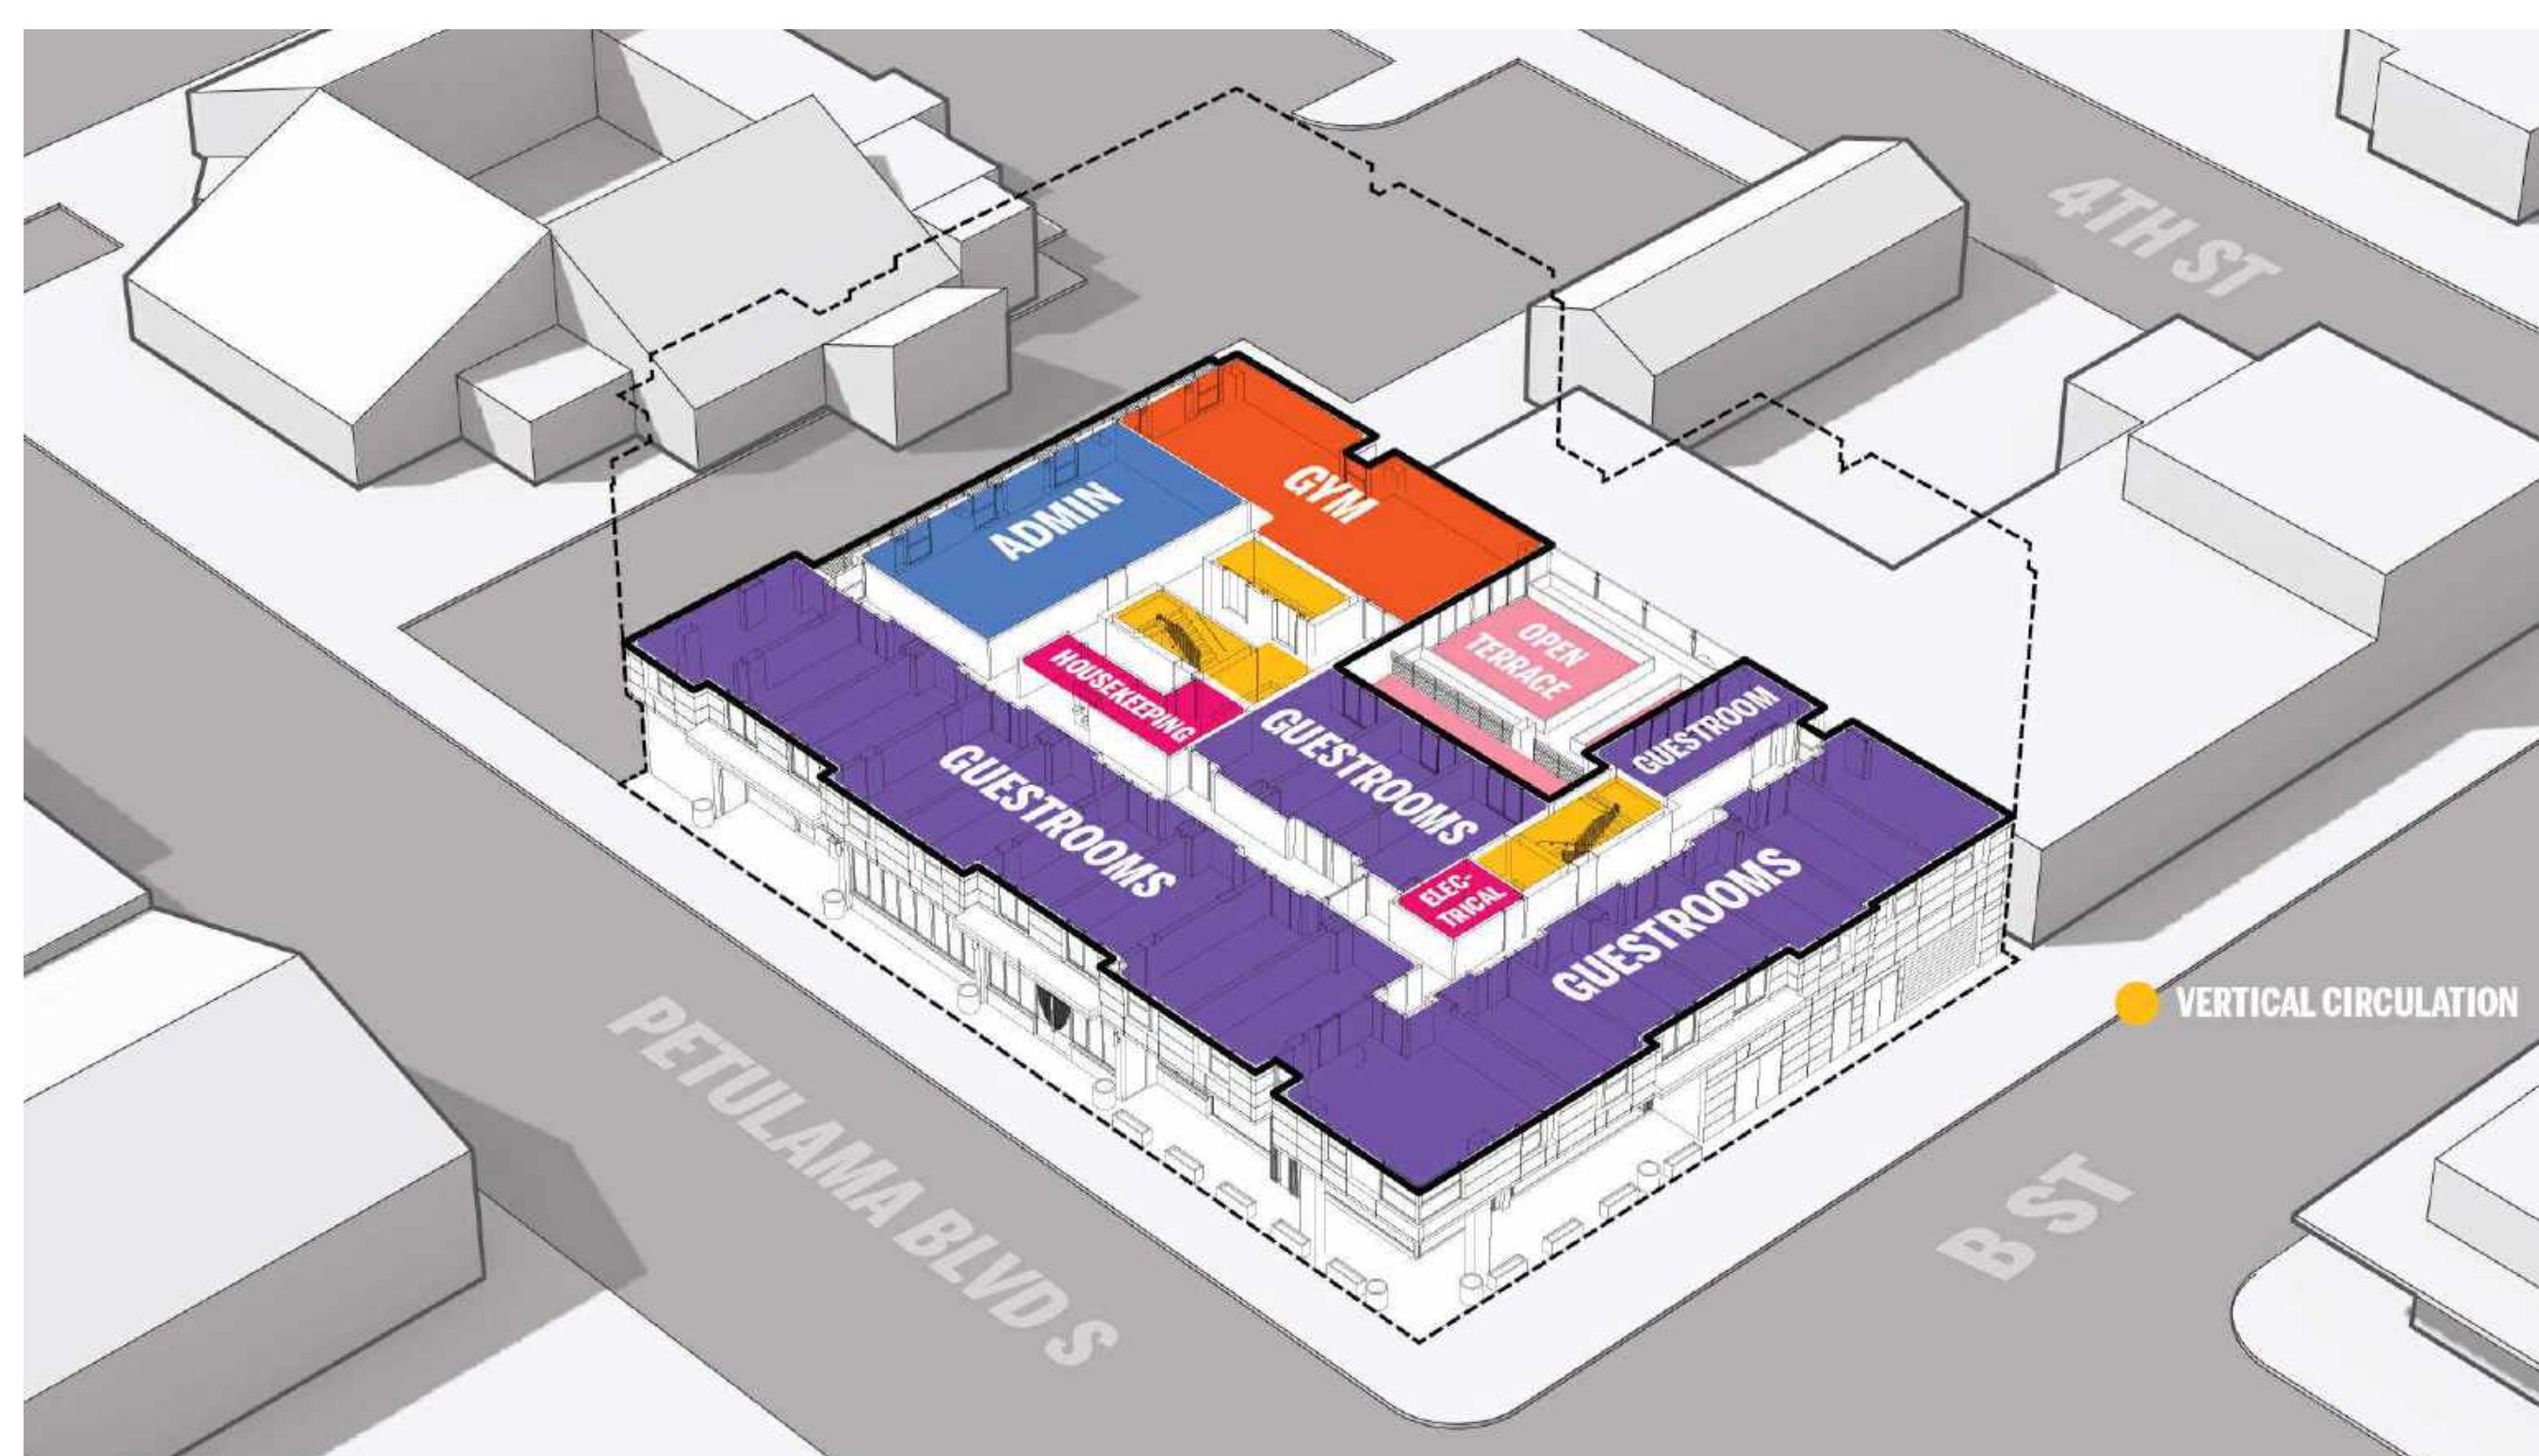 4TH ST
GYM
ADMIN
OPEN
TERRACE
HOUSEKEEPING
GUESTROOM
GUESTROOMS
GUESTROOMS
ELEC-
TRICAL
GUESTROOMS
VERTICAL CIRCULATION
PETULAMA BLVD S
B ST